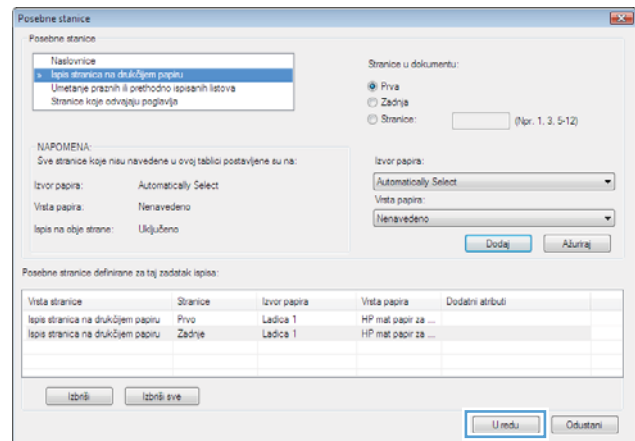 Posebne stanice
Posebne stanice
Naslovnice
» Ispis stranica na drukčijem papiru
Umetanje praznih ili prethodno ispisanih listova
Stranice koje odvajaju poglavlja
Stranice u dokumentu:
Prva
Zadnja
Stranice: (Npr. 1, 3, 5-12)
NAPOMENA:
Sve stranice koje nisu navedene u ovoj tablici postavljene su na:
Izvor papira: Automatically Select
Vrsta papira: Nenavedeno
Ispis na obje strane: Uključeno
Izvor papira:
Automatically Select
Vrsta papira:
Nenavedeno
Dodaj Ažuriraj
Posebne stranice definirane za taj zadatak ispisa:
Vrsta stranice Stranice Izvor papira Vrsta papira Dodatni atributi
Ispis stranica na drukčijem papiru Prvo Ladica 1 HP mat papir za ...
Ispis stranica na drukčijem papiru Zadnje Ladica 1 HP mat papir za ...
Izbriši Izbriši sve
U redu Odustani